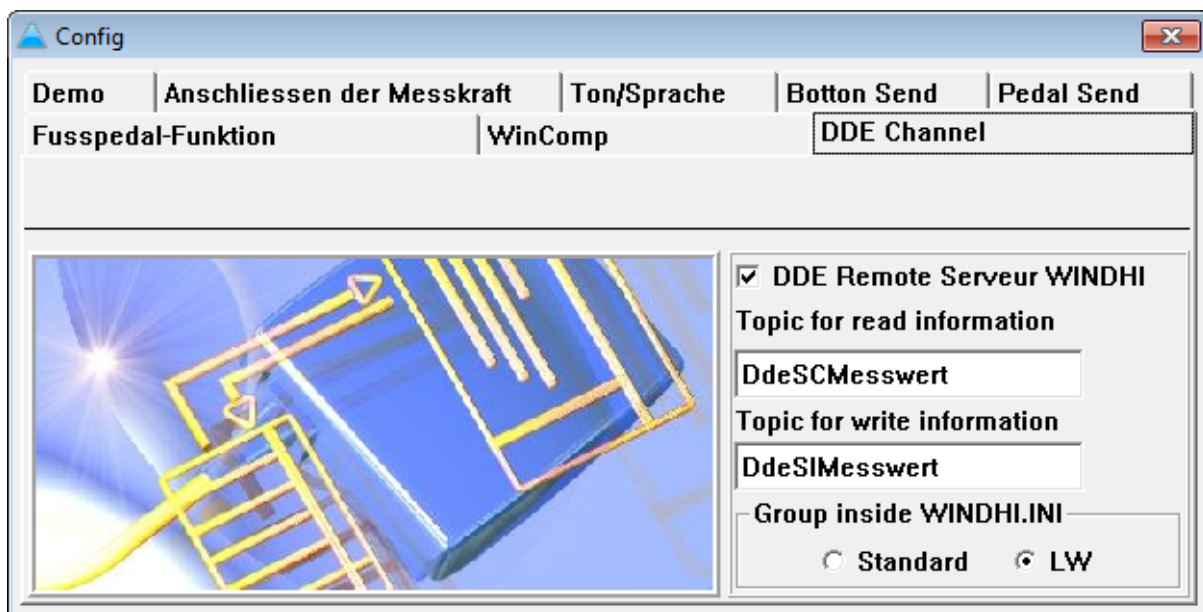 Config
Demo Anschliessen der Messkraft Ton/Sprache Botton Send Pedal Send
Fusspedal-Funktion WinComp DDE Channel
DDE Remote Serveur WINDHI
Topic for read information
DdeSCMesswert
Topic for write information
DdeSIMesswert
Group inside WINDHI.INI
Standard LW